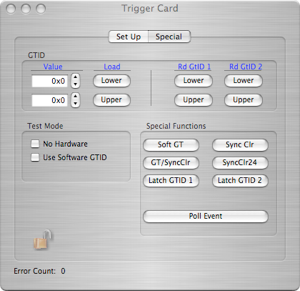 Trigger Card
Set Up Special
GTID
Value Load Rd GtID 1 Rd GtID 2
0x0 Lower Lower Lower
0x0 Upper Upper Upper
Test Mode
No Hardware
Use Software GTID
Special Functions
Soft GT Sync Clr
GT/SyncClr SyncClr24
Latch GTID 1 Latch GTID 2
Poll Event
Error Count: 0